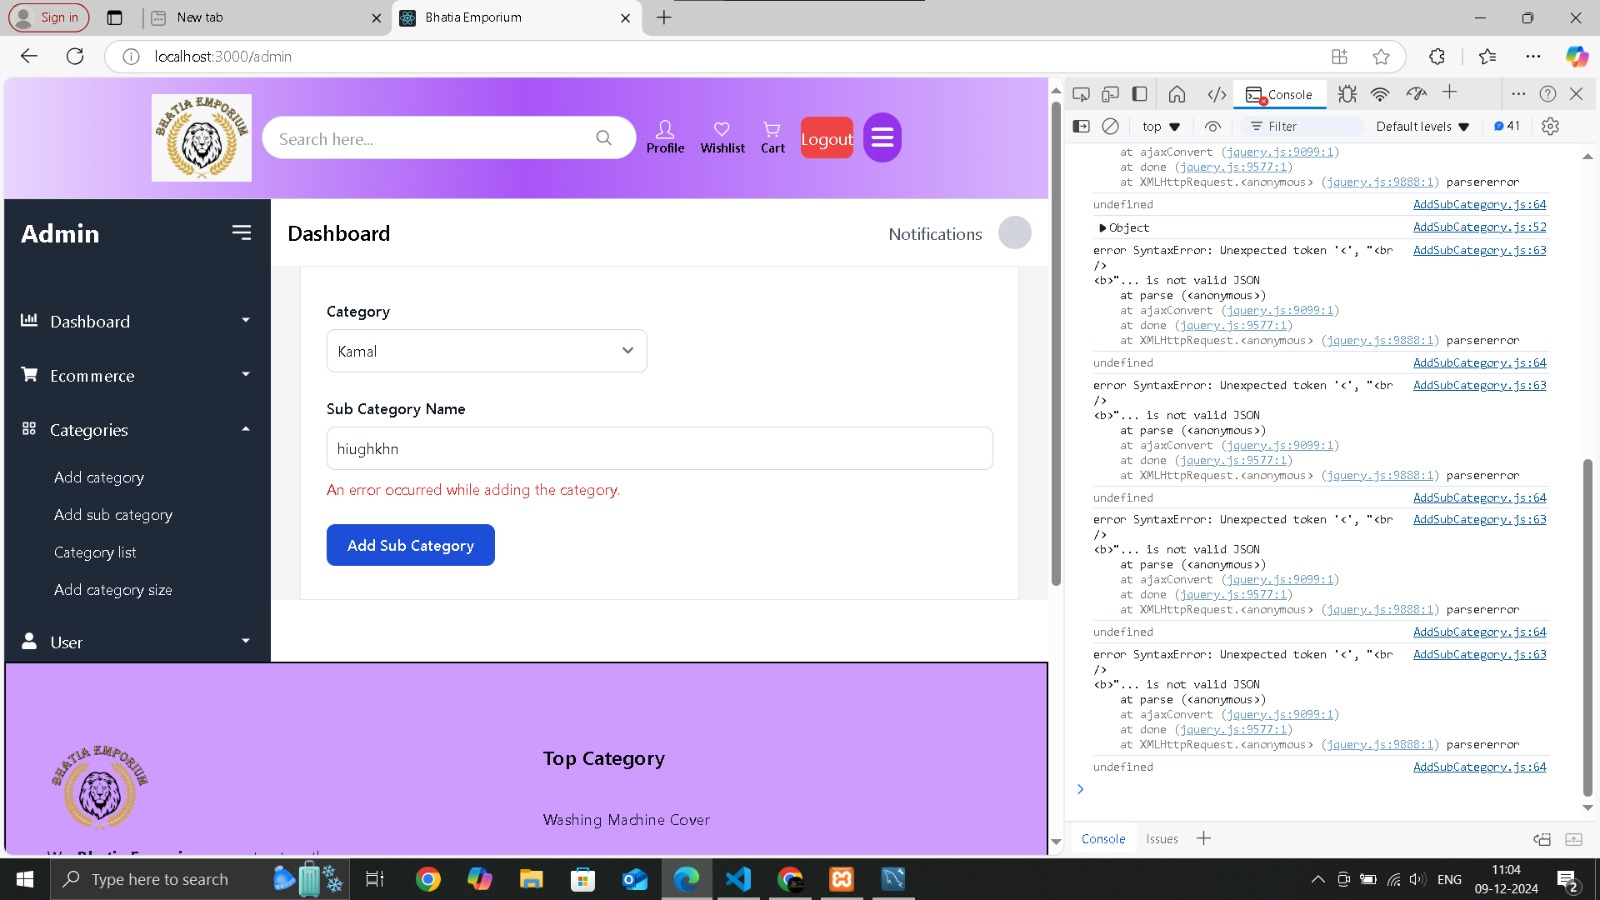 Sign in
New tab
Bhatia Emporium
localhost:3000/admin
BHATIA EMPORIUM
Search here...
Profile
Wishlist
Cart
Logout
Admin
Dashboard
Notifications
Dashboard
Ecommerce
Categories
Add category
Add sub category
Category list
Add category size
User
Category
Kamal
Sub Category Name
hiughkhn
An error occurred while adding the category.
Add Sub Category
BHATIA EMPORIUM
Top Category
Washing Machine Cover
Console
top
Filter
Default levels
41
at ajaxConvert (jquery.js:9099:1)
at done (jquery.js:9577:1)
at XMLHttpRequest.<anonymous> (jquery.js:9888:1) parsererror
undefined AddSubCategory.js:64
Object AddSubCategory.js:52
error SyntaxError: Unexpected token '<', "<br AddSubCategory.js:63
/>
<b>"... is not valid JSON
at parse (<anonymous>)
at ajaxConvert (jquery.js:9099:1)
at done (jquery.js:9577:1)
at XMLHttpRequest.<anonymous> (jquery.js:9888:1) parsererror
undefined AddSubCategory.js:64
error SyntaxError: Unexpected token '<', "<br AddSubCategory.js:63
/>
<b>"... is not valid JSON
at parse (<anonymous>)
at ajaxConvert (jquery.js:9099:1)
at done (jquery.js:9577:1)
at XMLHttpRequest.<anonymous> (jquery.js:9888:1) parsererror
undefined AddSubCategory.js:64
error SyntaxError: Unexpected token '<', "<br AddSubCategory.js:63
/>
<b>"... is not valid JSON
at parse (<anonymous>)
at ajaxConvert (jquery.js:9099:1)
at done (jquery.js:9577:1)
at XMLHttpRequest.<anonymous> (jquery.js:9888:1) parsererror
undefined AddSubCategory.js:64
error SyntaxError: Unexpected token '<', "<br AddSubCategory.js:63
/>
<b>"... is not valid JSON
at parse (<anonymous>)
at ajaxConvert (jquery.js:9099:1)
at done (jquery.js:9577:1)
at XMLHttpRequest.<anonymous> (jquery.js:9888:1) parsererror
undefined AddSubCategory.js:64
Console
Issues
Type here to search
ENG
11:04
09-12-2024
2